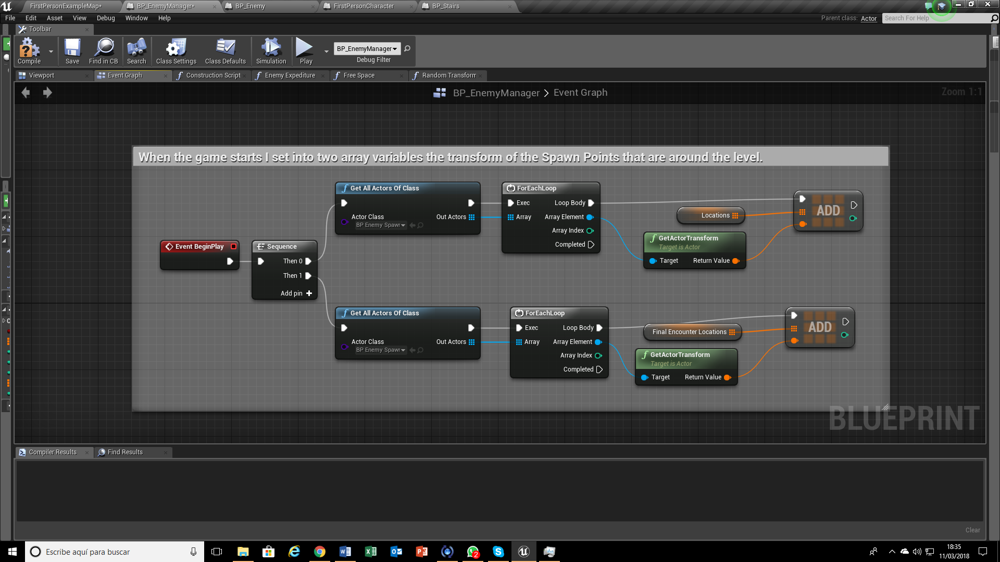 FirstPersonExampleMap*
BP_EnemyManager*
BP_Enemy
FirstPersonCharacter
BP_Stairs
File Edit Asset View Debug Window Help
Parent class: Actor
Search For Help
Toolbar
Compile
Save
Find in CB
Search
Class Settings
Class Defaults
Simulation
Play
BP_EnemyManager
Debug Filter
Viewport
Event Graph
Construction Script
Enemy Expediture
Free Space
Random Transform
BP_EnemyManager > Event Graph
Zoom 1:1
When the game starts I set into two array variables the transform of the Spawn Points that are around the level.
Event BeginPlay
Sequence
Then 0
Then 1
Add pin
Get All Actors Of Class
Actor Class
BP Enemy Spawn
Out Actors
ForEachLoop
Exec
Loop Body
Array
Array Element
Array Index
Completed
Locations
GetActorTransform
Target is Actor
Target
Return Value
ADD
Get All Actors Of Class
Actor Class
BP Enemy Spawn
Out Actors
ForEachLoop
Exec
Loop Body
Array
Array Element
Array Index
Completed
Final Encounter Locations
GetActorTransform
Target is Actor
Target
Return Value
ADD
BLUEPRINT
Compiler Results
Find Results
Clear
Escribe aquí para buscar
2
18:35
11/03/2018